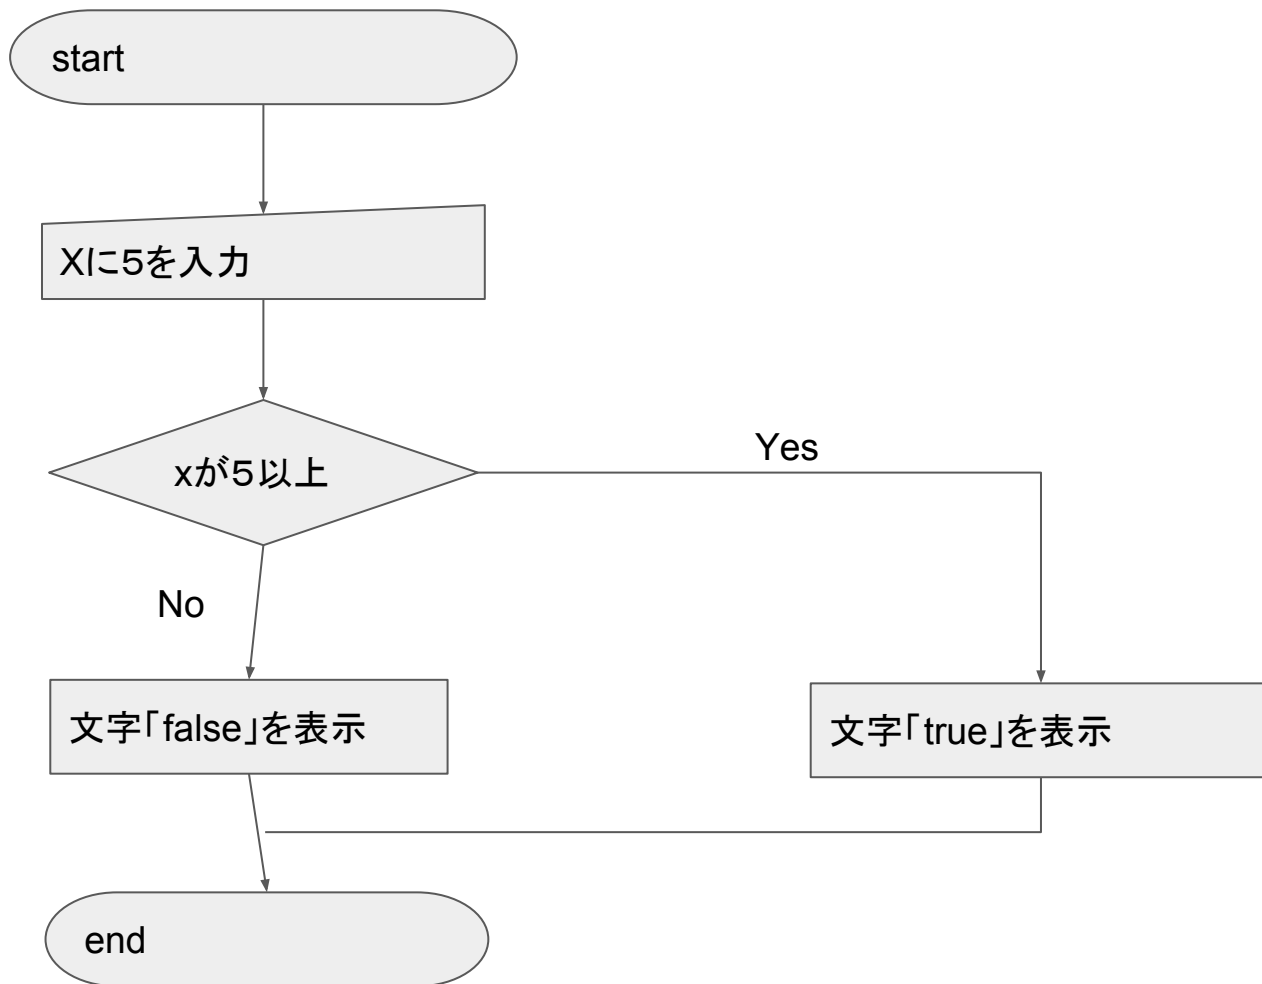 start
Xに５を入力
xが５以上
Yes
No
文字「false」を表示
文字「true」を表示
end